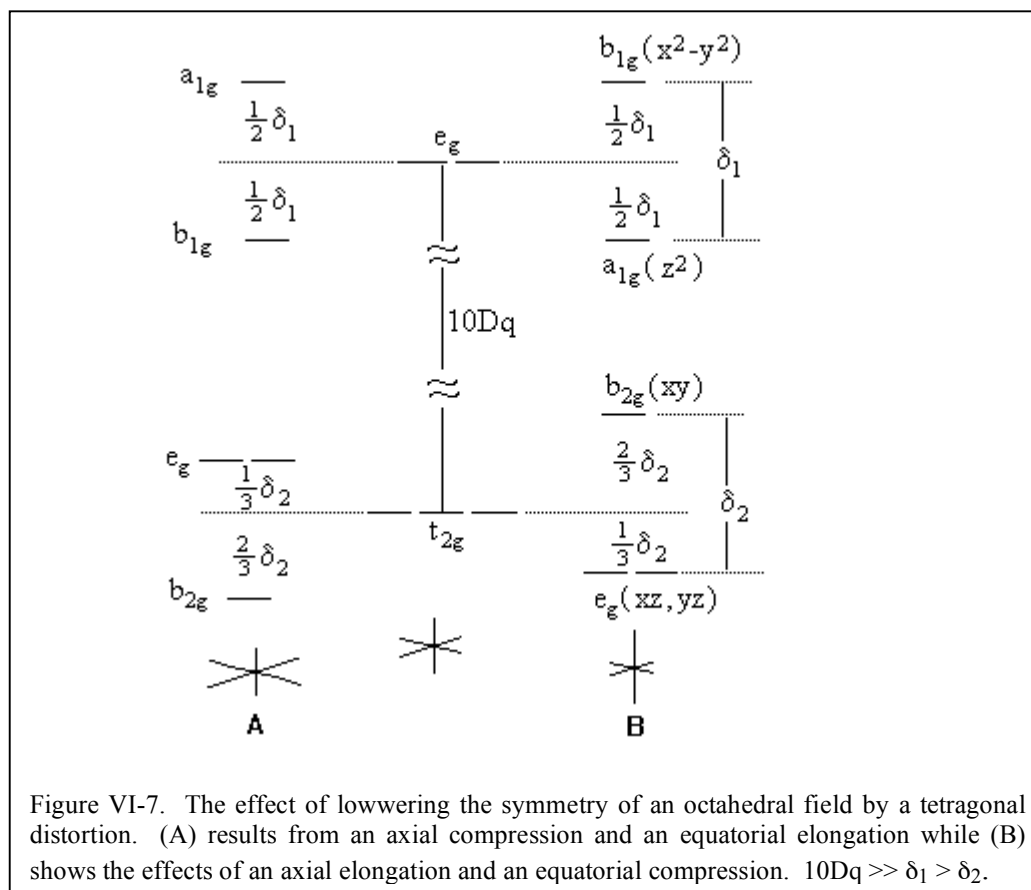 b₁g(x²-y²)
a₁g
½δ₁ ½δ₁
e_g
δ₁
½δ₁ ½δ₁
b₁g
a₁g(z²)
10Dq
b₂g(xy)
e_g
⅔δ₂
⅓δ₂
δ₂
t₂g
⅔δ₂ ⅓δ₂
b₂g
e_g(xz,yz)
A B
Figure VI-7. The effect of lowwering the symmetry of an octahedral field by a tetragonal
distortion. (A) results from an axial compression and an equatorial elongation while (B)
shows the effects of an axial elongation and an equatorial compression. 10Dq >> δ₁ > δ₂.